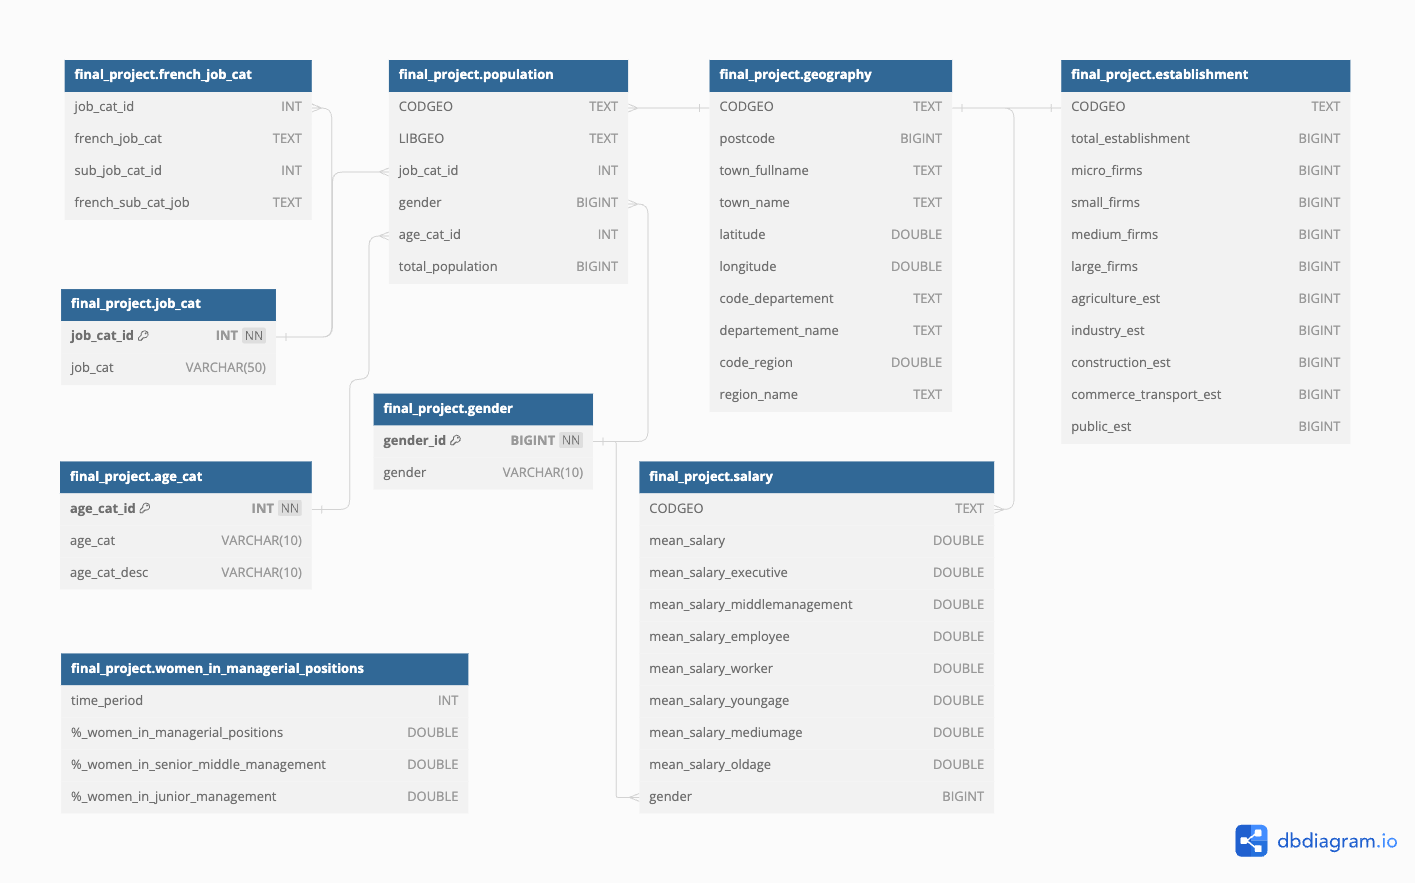 final_project.french_job_cat
job_cat_id INT
french_job_cat TEXT
sub_job_cat_id INT
french_sub_cat_job TEXT
final_project.population
CODGEO TEXT
LIBGEO TEXT
job_cat_id INT
gender BIGINT
age_cat_id INT
total_population BIGINT
final_project.geography
CODGEO TEXT
postcode BIGINT
town_fullname TEXT
town_name TEXT
latitude DOUBLE
longitude DOUBLE
code_departement TEXT
departement_name TEXT
code_region DOUBLE
region_name TEXT
final_project.establishment
CODGEO TEXT
total_establishment BIGINT
micro_firms BIGINT
small_firms BIGINT
medium_firms BIGINT
large_firms BIGINT
agriculture_est BIGINT
industry_est BIGINT
construction_est BIGINT
commerce_transport_est BIGINT
public_est BIGINT
final_project.job_cat
job_cat_id INT NN
job_cat VARCHAR(50)
final_project.gender
gender_id BIGINT NN
gender VARCHAR(10)
final_project.age_cat
age_cat_id INT NN
age_cat VARCHAR(10)
age_cat_desc VARCHAR(10)
final_project.salary
CODGEO TEXT
mean_salary DOUBLE
mean_salary_executive DOUBLE
mean_salary_middlemanagement DOUBLE
mean_salary_employee DOUBLE
mean_salary_worker DOUBLE
mean_salary_youngage DOUBLE
mean_salary_mediumage DOUBLE
mean_salary_oldage DOUBLE
gender BIGINT
final_project.women_in_managerial_positions
time_period INT
%_women_in_managerial_positions DOUBLE
%_women_in_senior_middle_management DOUBLE
%_women_in_junior_management DOUBLE
dbdiagram.io